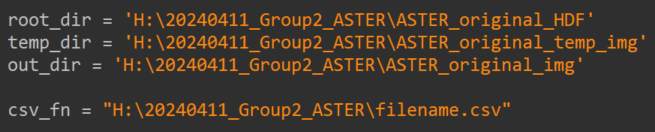 root_dir = 'H:\20240411_Group2_ASTER\ASTER_original_HDF'
temp_dir = 'H:\20240411_Group2_ASTER\ASTER_original_temp_img'
out_dir = 'H:\20240411_Group2_ASTER\ASTER_original_img'
csv_fn = "H:\20240411_Group2_ASTER\filename.csv"